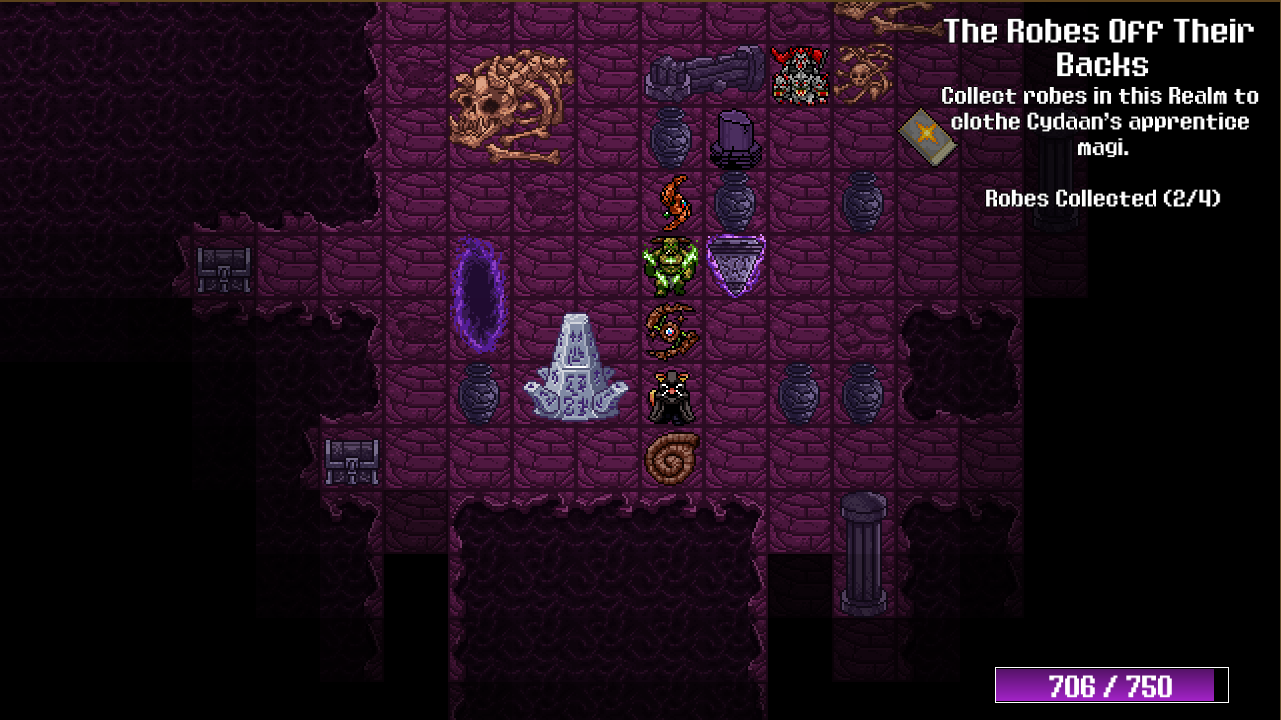 The Robes Off Their
Backs
Collect robes in this Realm to
clothe Cydaan's apprentice
magi.
Robes Collected (2/4)
706 / 750